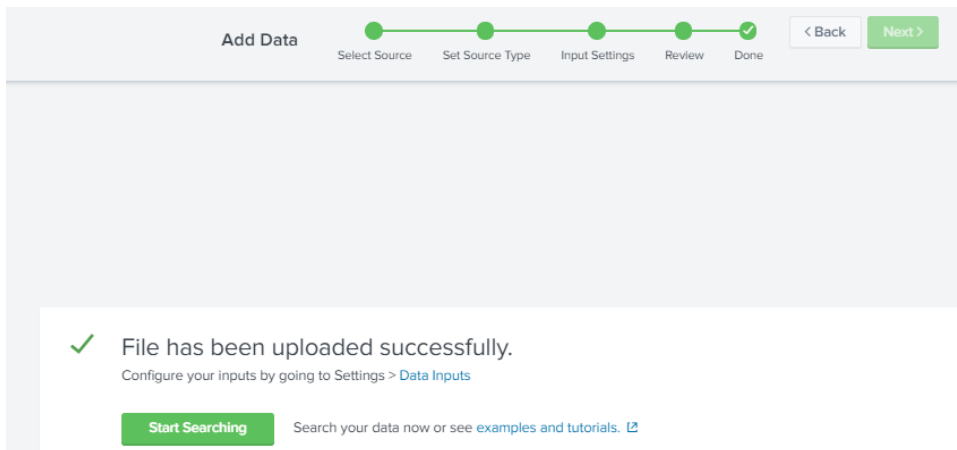 Add Data
Select Source
Set Source Type
Input Settings
Review
Done
< Back
Next >
File has been uploaded successfully.
Configure your inputs by going to Settings > Data Inputs
Start Searching
Search your data now or see examples and tutorials.